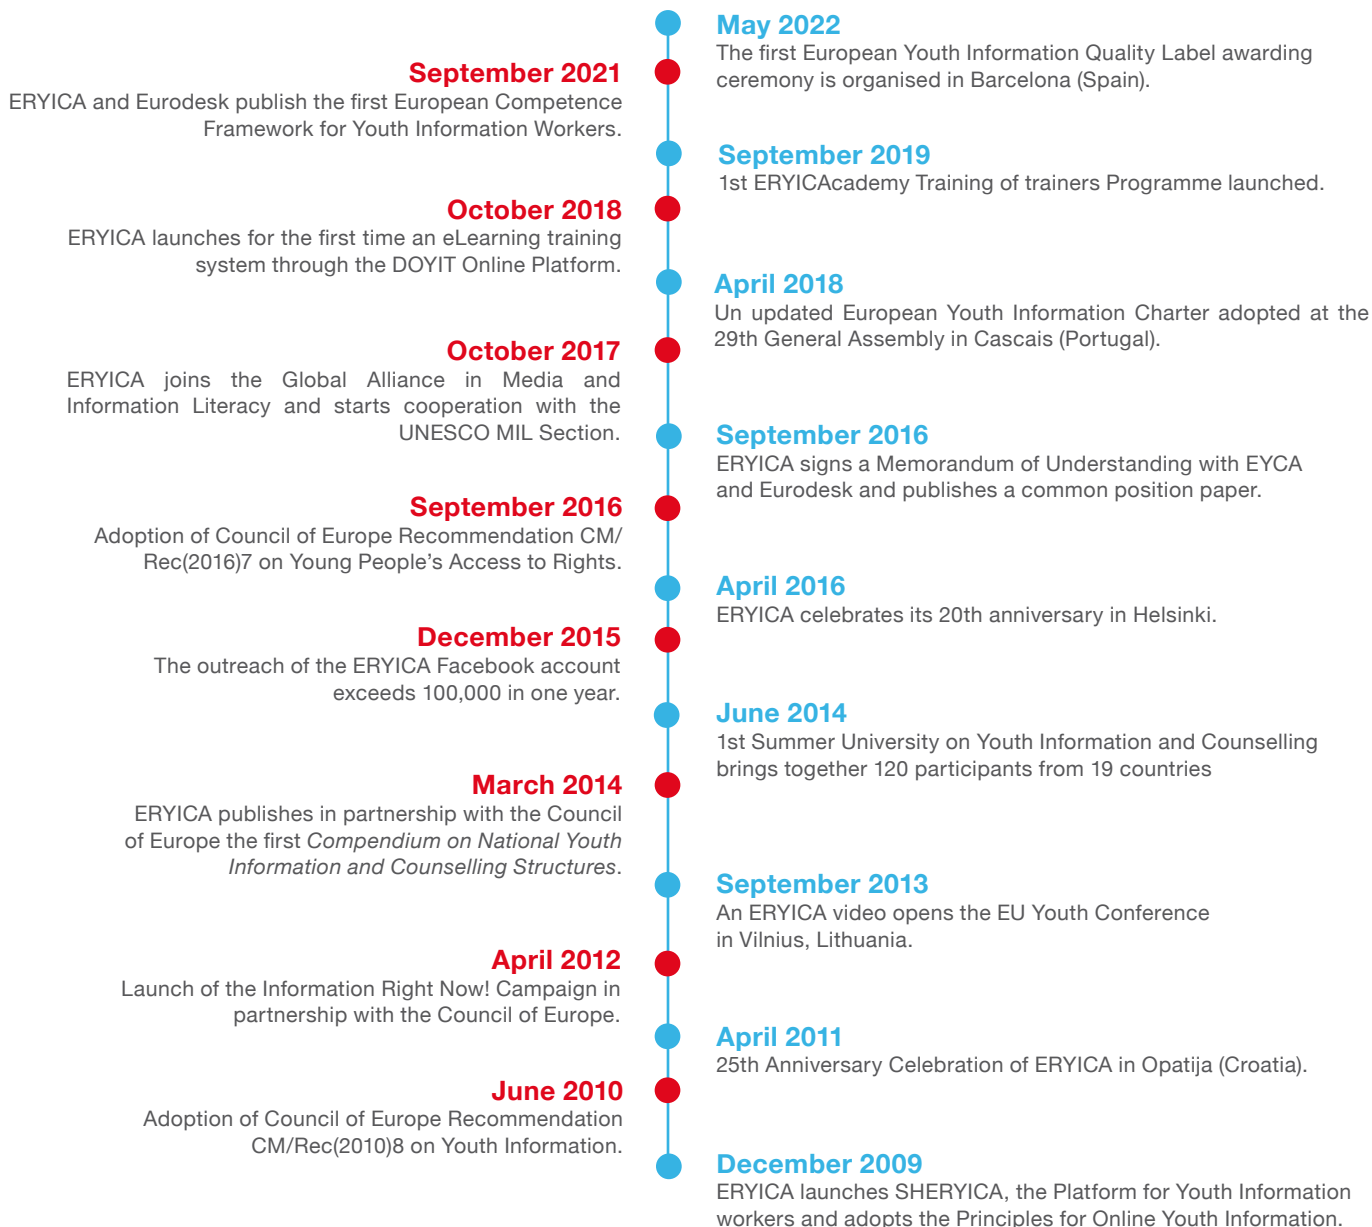 May 2022
The first European Youth Information Quality Label awarding
ceremony is organised in Barcelona (Spain).
September 2021
ERYICA and Eurodesk publish the first European Competence
Framework for Youth Information Workers.
September 2019
1st ERYICAcademy Training of trainers Programme launched.
October 2018
ERYICA launches for the first time an eLearning training
system through the DOYIT Online Platform.
April 2018
Un updated European Youth Information Charter adopted at the
29th General Assembly in Cascais (Portugal).
October 2017
ERYICA joins the Global Alliance in Media and
Information Literacy and starts cooperation with the
UNESCO MIL Section.
September 2016
ERYICA signs a Memorandum of Understanding with EYCA
and Eurodesk and publishes a common position paper.
September 2016
Adoption of Council of Europe Recommendation CM/
Rec(2016)7 on Young People’s Access to Rights.
April 2016
ERYICA celebrates its 20th anniversary in Helsinki.
December 2015
The outreach of the ERYICA Facebook account
exceeds 100,000 in one year.
June 2014
1st Summer University on Youth Information and Counselling
brings together 120 participants from 19 countries
March 2014
ERYICA publishes in partnership with the Council
of Europe the first Compendium on National Youth
Information and Counselling Structures.
September 2013
An ERYICA video opens the EU Youth Conference
in Vilnius, Lithuania.
April 2012
Launch of the Information Right Now! Campaign in
partnership with the Council of Europe.
April 2011
25th Anniversary Celebration of ERYICA in Opatija (Croatia).
June 2010
Adoption of Council of Europe Recommendation
CM/Rec(2010)8 on Youth Information.
December 2009
ERYICA launches SHERYICA, the Platform for Youth Information
workers and adopts the Principles for Online Youth Information.